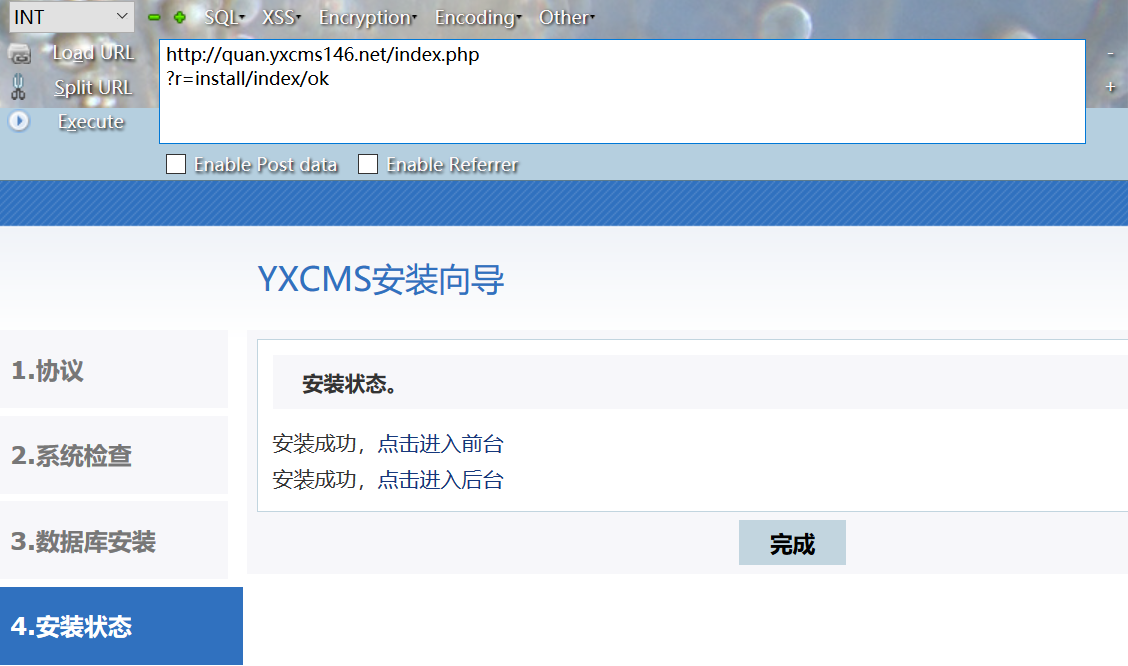 INT SQL XSS Encryption Encoding Other
Load URL
http://quan.yxcms146.net/index.php
?r=install/index/ok
Split URL
Execute
Enable Post data Enable Referrer
YXCMS安装向导
1.协议
2.系统检查
3.数据库安装
4.安装状态
安装状态。
安装成功，点击进入前台
安装成功，点击进入后台
完成